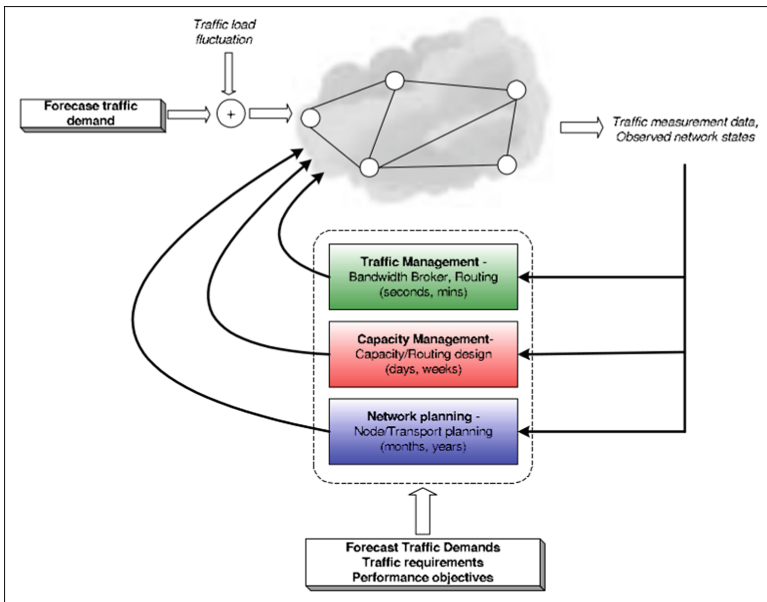 Traffic load
fluctuation
Forecase traffic
demand
+
Traffic measurement data,
Observed network states
Traffic Management -
Bandwidth Broker, Routing
(seconds, mins)
Capacity Management-
Capacity/Routing design
(days, weeks)
Network planning -
Node/Transport planning
(months, years)
Forecast Traffic Demands
Traffic requirements
Performance objectives